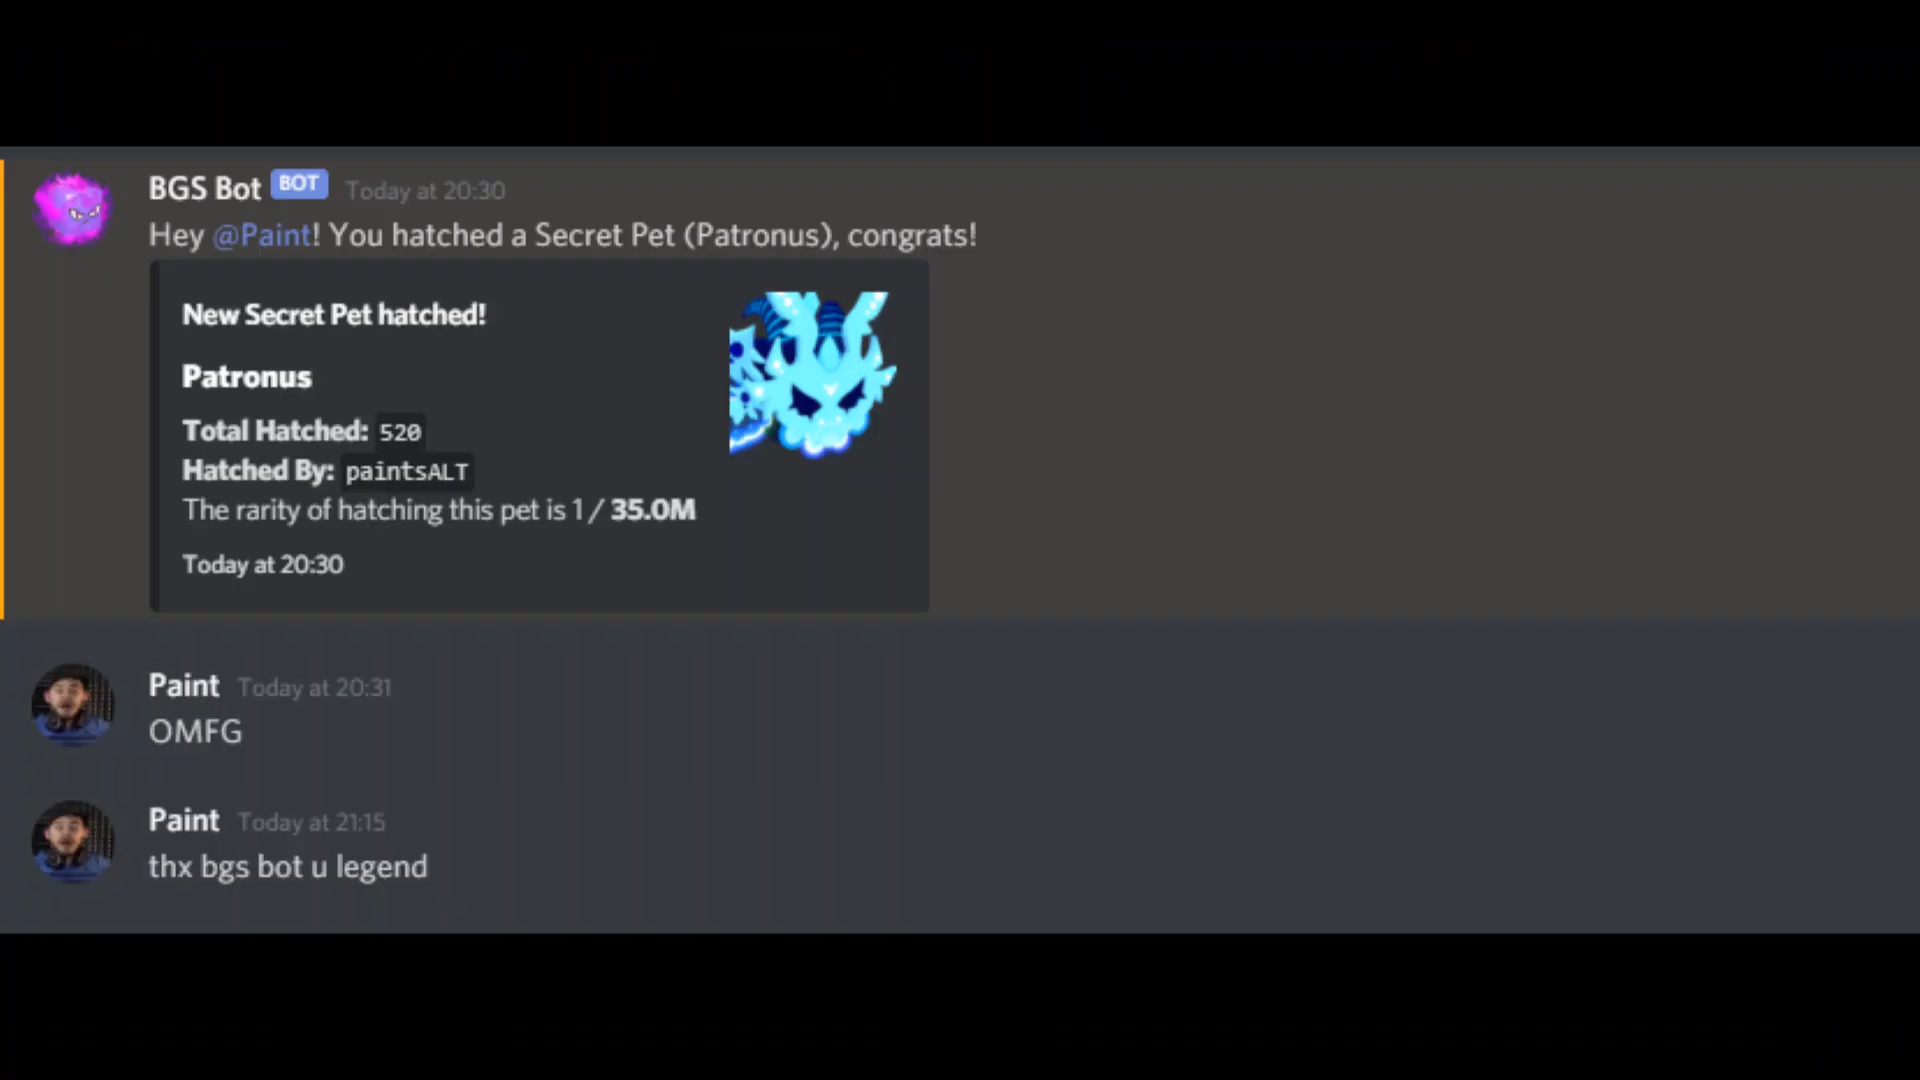 BGS Bot BOT Today at 20:30
Hey @Paint! You hatched a Secret Pet (Patronus), congrats!
New Secret Pet hatched!
Patronus
Total Hatched: 520
Hatched By: paintsALT
The rarity of hatching this pet is 1 / 35.0M
Today at 20:30
Paint Today at 20:31
OMFG
Paint Today at 21:15
thx bgs bot u legend